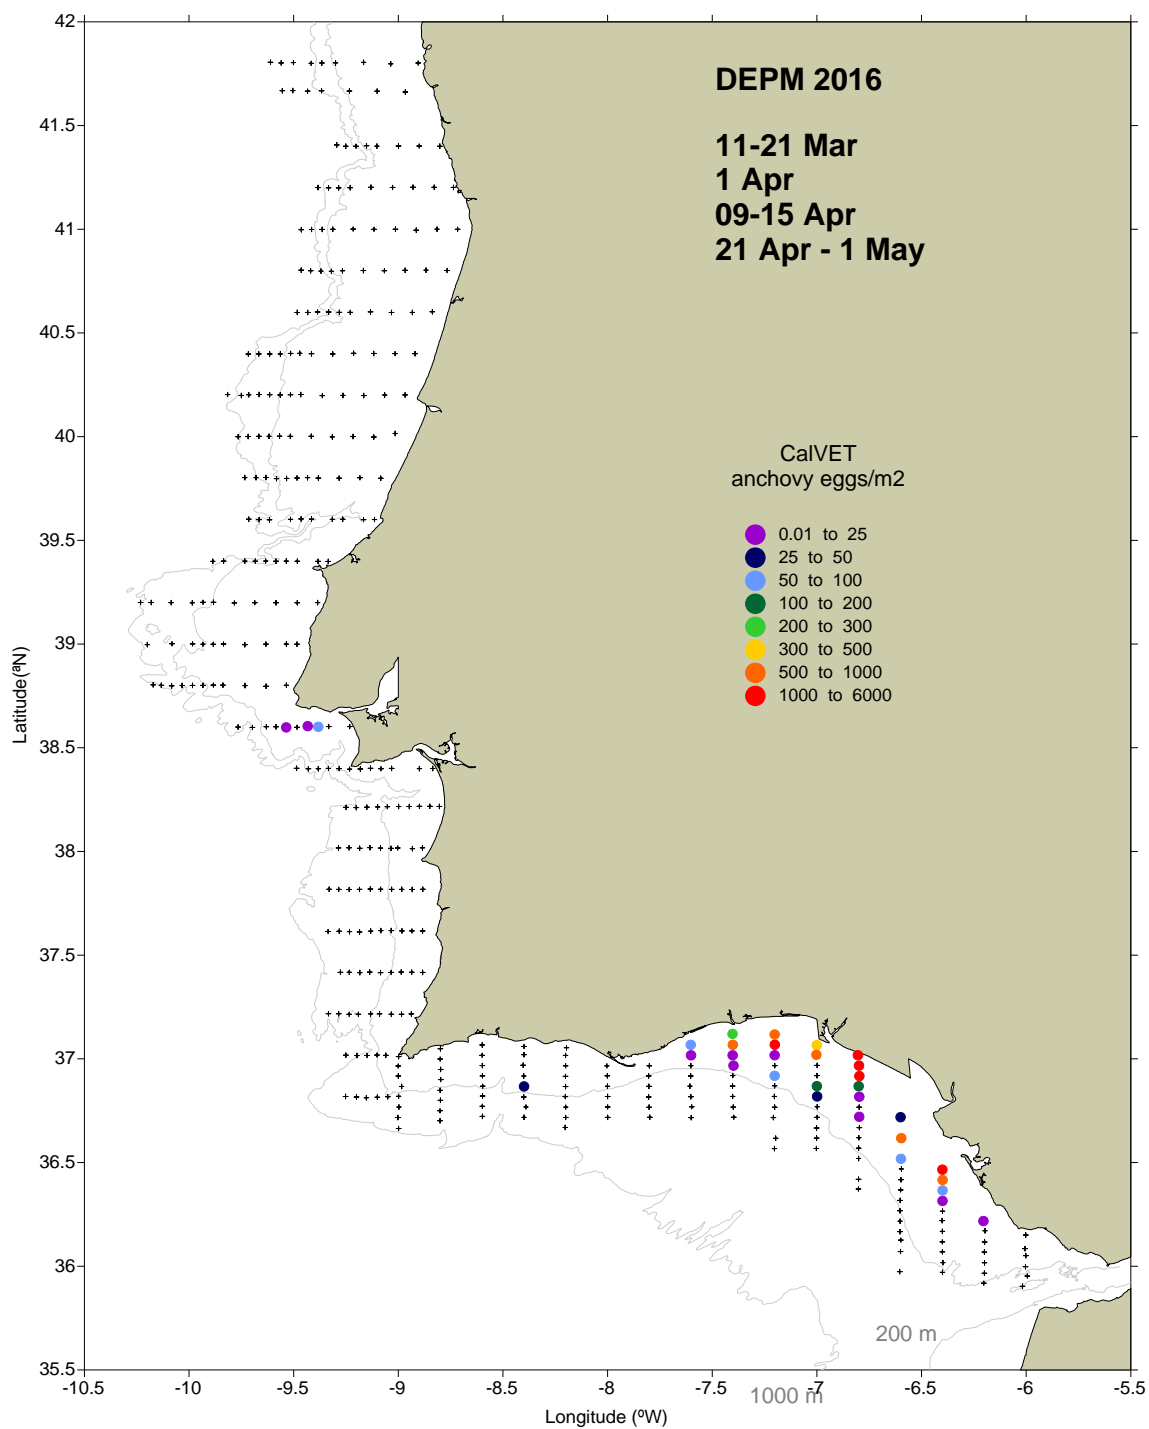 DEPM 2016
11-21 Mar
1 Apr
09-15 Apr
21 Apr - 1 May
CalVET
anchovy eggs/m2
0.01 to 25
25 to 50
50 to 100
100 to 200
200 to 300
300 to 500
500 to 1000
1000 to 6000
Latitude(ªN)
42
41.5
41
40.5
40
39.5
39
38.5
38
37.5
37
36.5
36
35.5
200 m
-10.5 -10 -9.5 -9 -8.5 -8 -7.5 -7 -6.5 -6 -5.5
1000 m
Longitude (ºW)